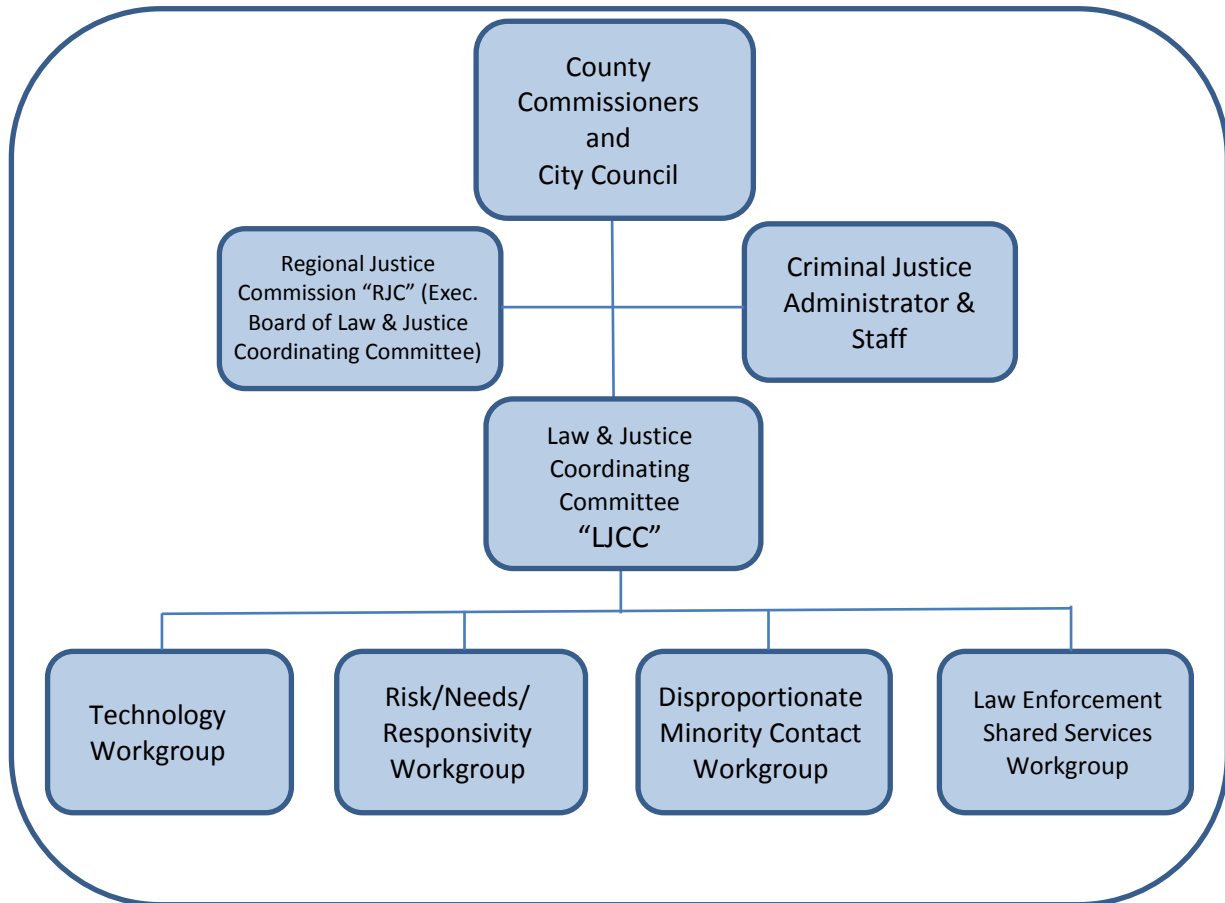 County
Commissioners
and
City Council
Regional Justice
Commission “RJC” (Exec.
Board of Law & Justice
Coordinating Committee)
Criminal Justice
Administrator &
Staff
Law & Justice
Coordinating
Committee
“LJCC”
Technology
Workgroup
Risk/Needs/
Responsivity
Workgroup
Disproportionate
Minority Contact
Workgroup
Law Enforcement
Shared Services
Workgroup